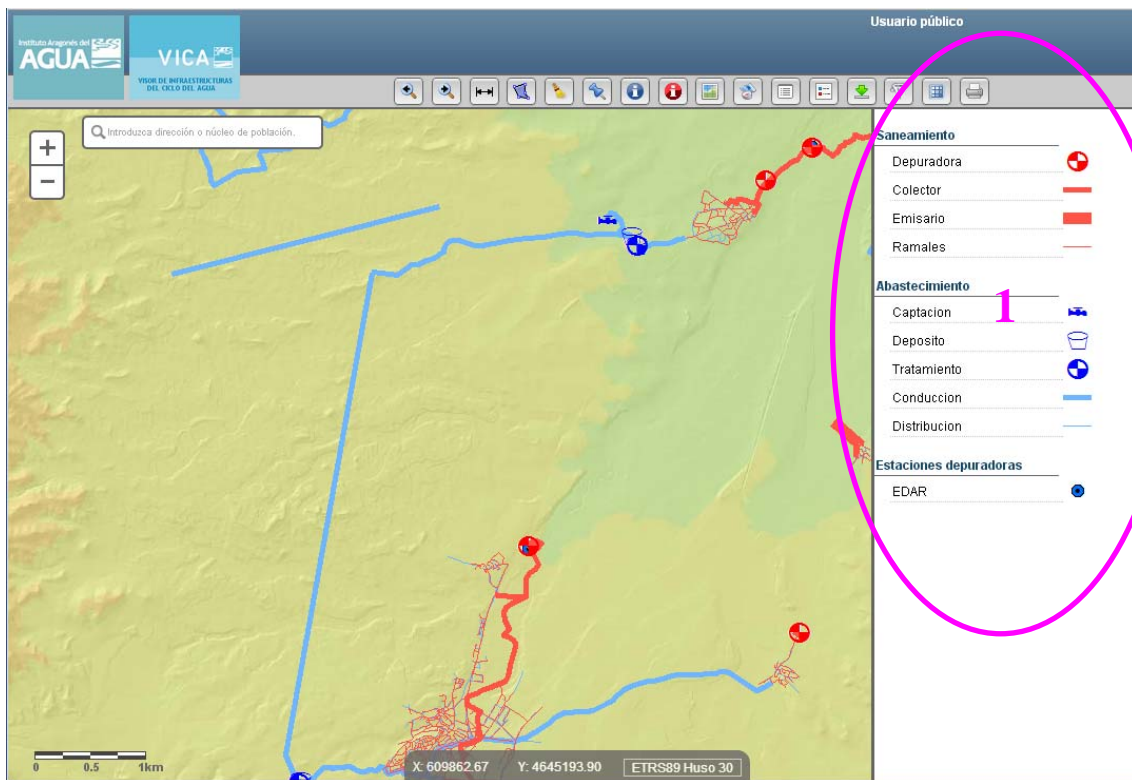 Usuario público
Instituto Aragonés del
AGUA
VICA
VISOR DE INFRAESTRUCTURAS
DEL CICLO DEL AGUA
+
Introduzca dirección o núcleo de población.
−
Saneamiento
Depuradora
Colector
Emisario
Ramales
Abastecimiento
1
Captacion
Deposito
Tratamiento
Conduccion
Distribucion
Estaciones depuradoras
EDAR
0 0.5 1km
X: 609862.67 Y: 4645193.90 ETRS89 Huso 30